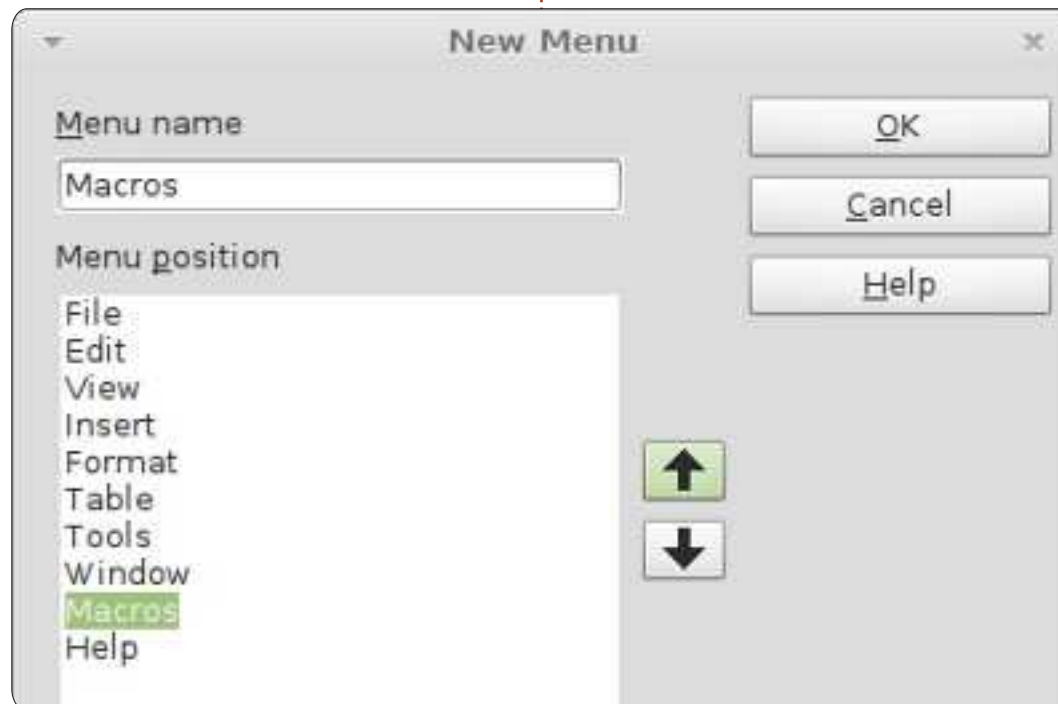 New Menu
Menu name
OK
Macros
Cancel
Menu position
Help
File
Edit
View
Insert
Format
Table
Tools
Window
Macros
Help